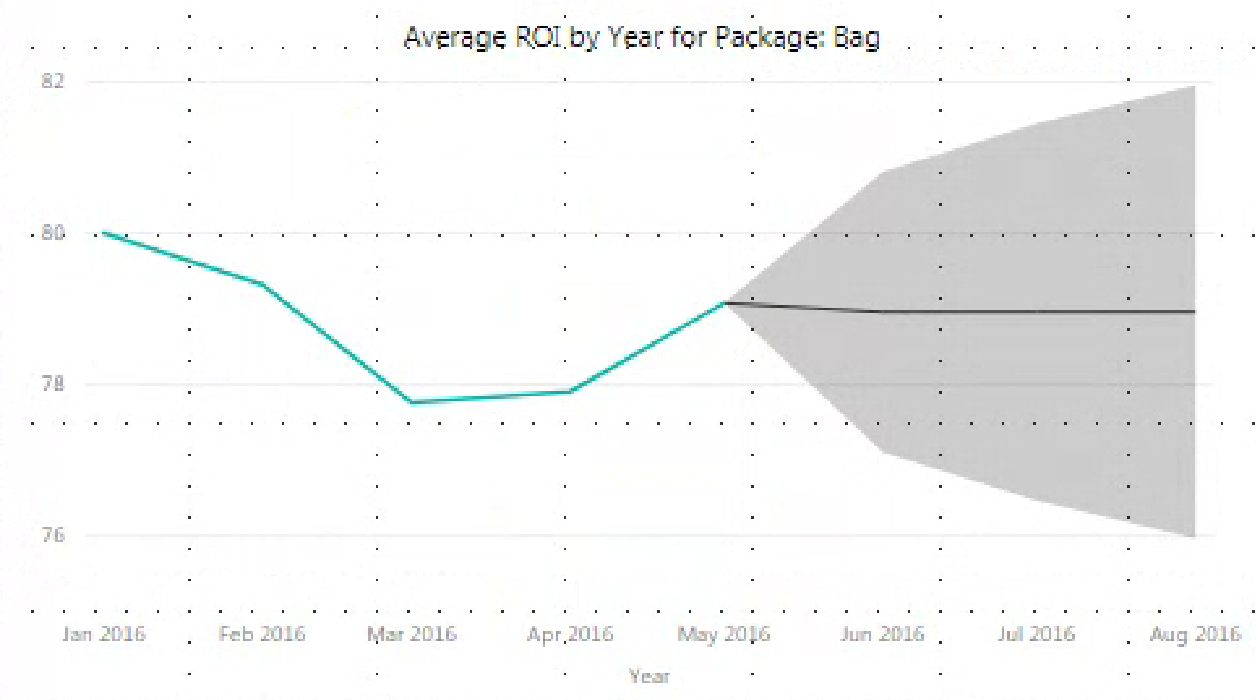 Average ROI by Year for Package: Bag
82
80
78
76
Jan 2016 Feb 2016 Mar 2016 Apr 2016 May 2016 Jun 2016 Jul 2016 Aug 2016
Year